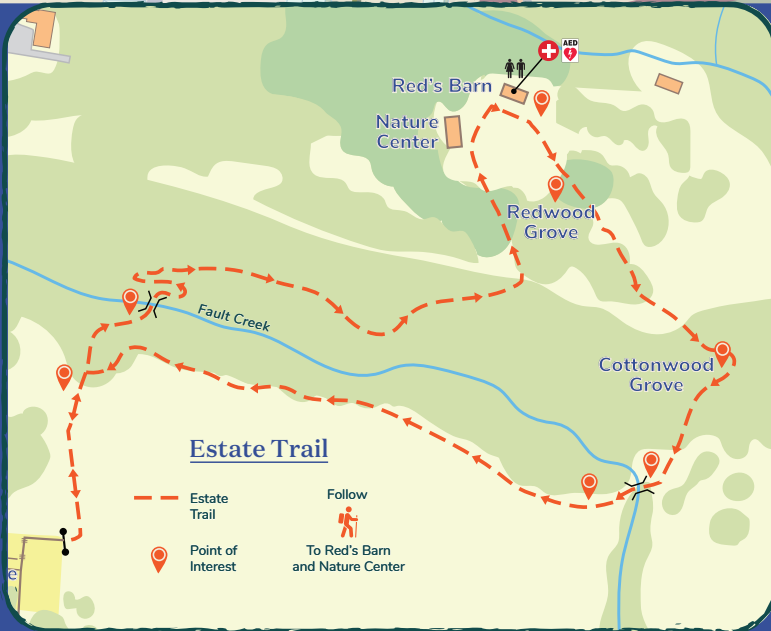 AED
Red's Barn
Nature
Center
Redwood
Grove
Fault Creek
Cottonwood
Grove
Estate Trail
Estate
Trail
Follow
Point of
Interest
To Red's Barn
and Nature Center
e